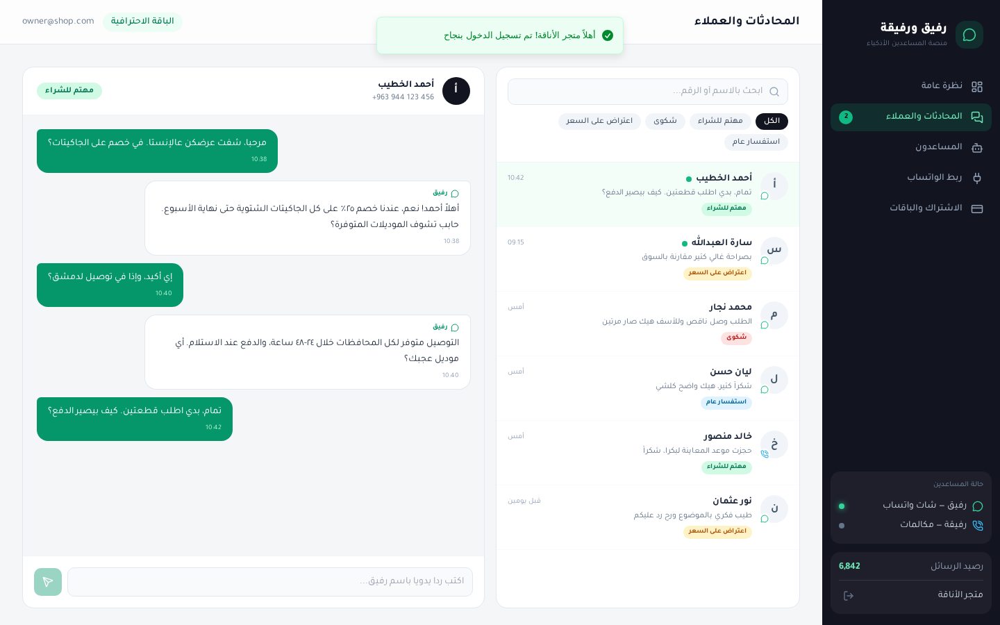 رفيق ورفيقة
منصة المساعدين الأذكياء
نظرة عامة
المحادثات والعملاء
2
المساعدون
ربط الواتساب
الاشتراك والباقات
حالة المساعدين
رفيق – شات واتساب
رفيقة – مكالمات
رصيد الرسائل
6,842
متجر الأناقة
المحادثات والعملاء
أهلاً متجر الأناقة! تم تسجيل الدخول بنجاح
الباقة الاحترافية
owner@shop.com
ابحث بالاسم أو الرقم...
الكل
مهتم للشراء
شكوى
اعتراض على السعر
استفسار عام
أ
أحمد الخطيب
10:42
تمام، بدي اطلب قطعتين. كيف بيصير الدفع؟
مهتم للشراء
س
سارة العبدالله
09:15
بصراحة غالي كتير مقارنة بالسوق
اعتراض على السعر
م
محمد نجار
أمس
الطلب وصل ناقص وللأسف هيك صار مرتين
شكوى
ل
ليان حسن
أمس
شكراً كتير، هيك واضح كلشي
استفسار عام
خ
خالد منصور
أمس
حجزت موعد المعاينة لبكرا، شكراً
مهتم للشراء
ن
نور عثمان
قبل يومين
طيب فكري بالموضوع ورح رد عليكم
اعتراض على السعر
أ
أحمد الخطيب
+963 944 123 456
مهتم للشراء
مرحبا، شفت عرضكن عالإنستا. في خصم على الجاكيتات؟
10:38
رفيق
أهلاً أحمد! نعم، عندنا خصم ٢٥٪ على كل الجاكيتات الشتوية حتى نهاية الأسبوع.
حابب تشوف الموديلات المتوفرة؟
10:38
إي أكيد، وإذا في توصيل لدمشق؟
10:40
رفيق
التوصيل متوفر لكل المحافظات خلال ٢٤-٤٨ ساعة، والدفع عند الاستلام. أي
موديل عجبك؟
10:40
تمام، بدي اطلب قطعتين. كيف بيصير الدفع؟
10:42
اكتب ردا يدويا باسم رفيق...